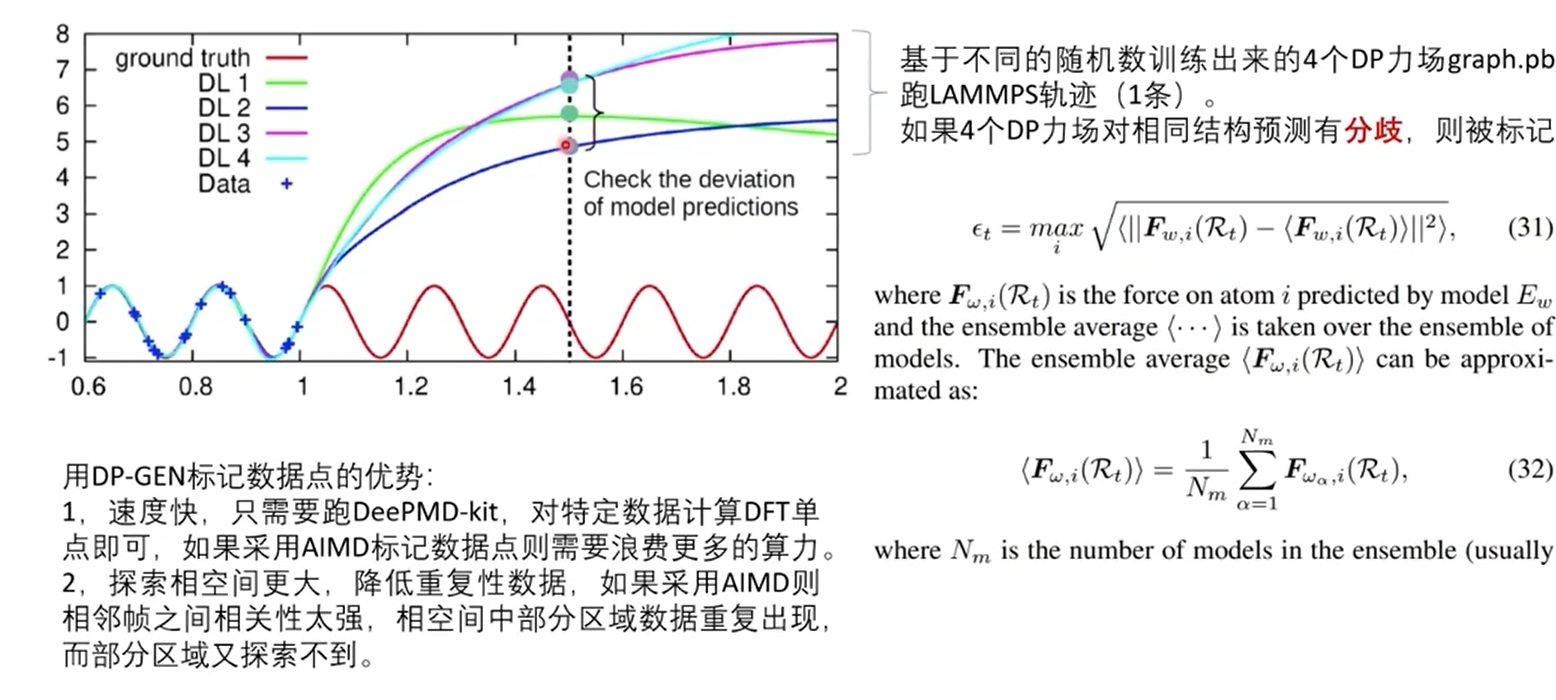 8
7
6
5
4
3
2
1
0
-1
ground truth
DL 1
DL 2
DL 3
DL 4
Data
Check the deviation
of model predictions
0.6 0.8 1 1.2 1.4 1.6 1.8 2
基于不同的随机数训练出来的4个DP力场graph.pb
跑LAMMPS轨迹（1条）。
如果4个DP力场对相同结构预测有分歧，则被标记
$\epsilon_t = \underset{i}{max} \sqrt{\langle ||\boldsymbol{F}_{w,i}(\mathcal{R}_t) - \langle \boldsymbol{F}_{w,i}(\mathcal{R}_t) \rangle ||^2 \rangle},$ (31)
where $\boldsymbol{F}_{\omega,i}(\mathcal{R}_t)$ is the force on atom $i$ predicted by model $E_w$
and the ensemble average $\langle \cdots \rangle$ is taken over the ensemble of
models. The ensemble average $\langle \boldsymbol{F}_{\omega,i}(\mathcal{R}_t) \rangle$ can be approxi-
mated as:
$\langle \boldsymbol{F}_{\omega,i}(\mathcal{R}_t) \rangle = \frac{1}{N_m} \sum_{\alpha=1}^{N_m} \boldsymbol{F}_{\omega_\alpha,i}(\mathcal{R}_t),$ (32)
where $N_m$ is the number of models in the ensemble (usually
用DP-GEN标记数据点的优势：
1，速度快，只需要跑DeePMD-kit，对特定数据计算DFT单
点即可，如果采用AIMD标记数据点则需要浪费更多的算力。
2，探索相空间更大，降低重复性数据，如果采用AIMD则
相邻帧之间相关性太强，相空间中部分区域数据重复出现，
而部分区域又探索不到。